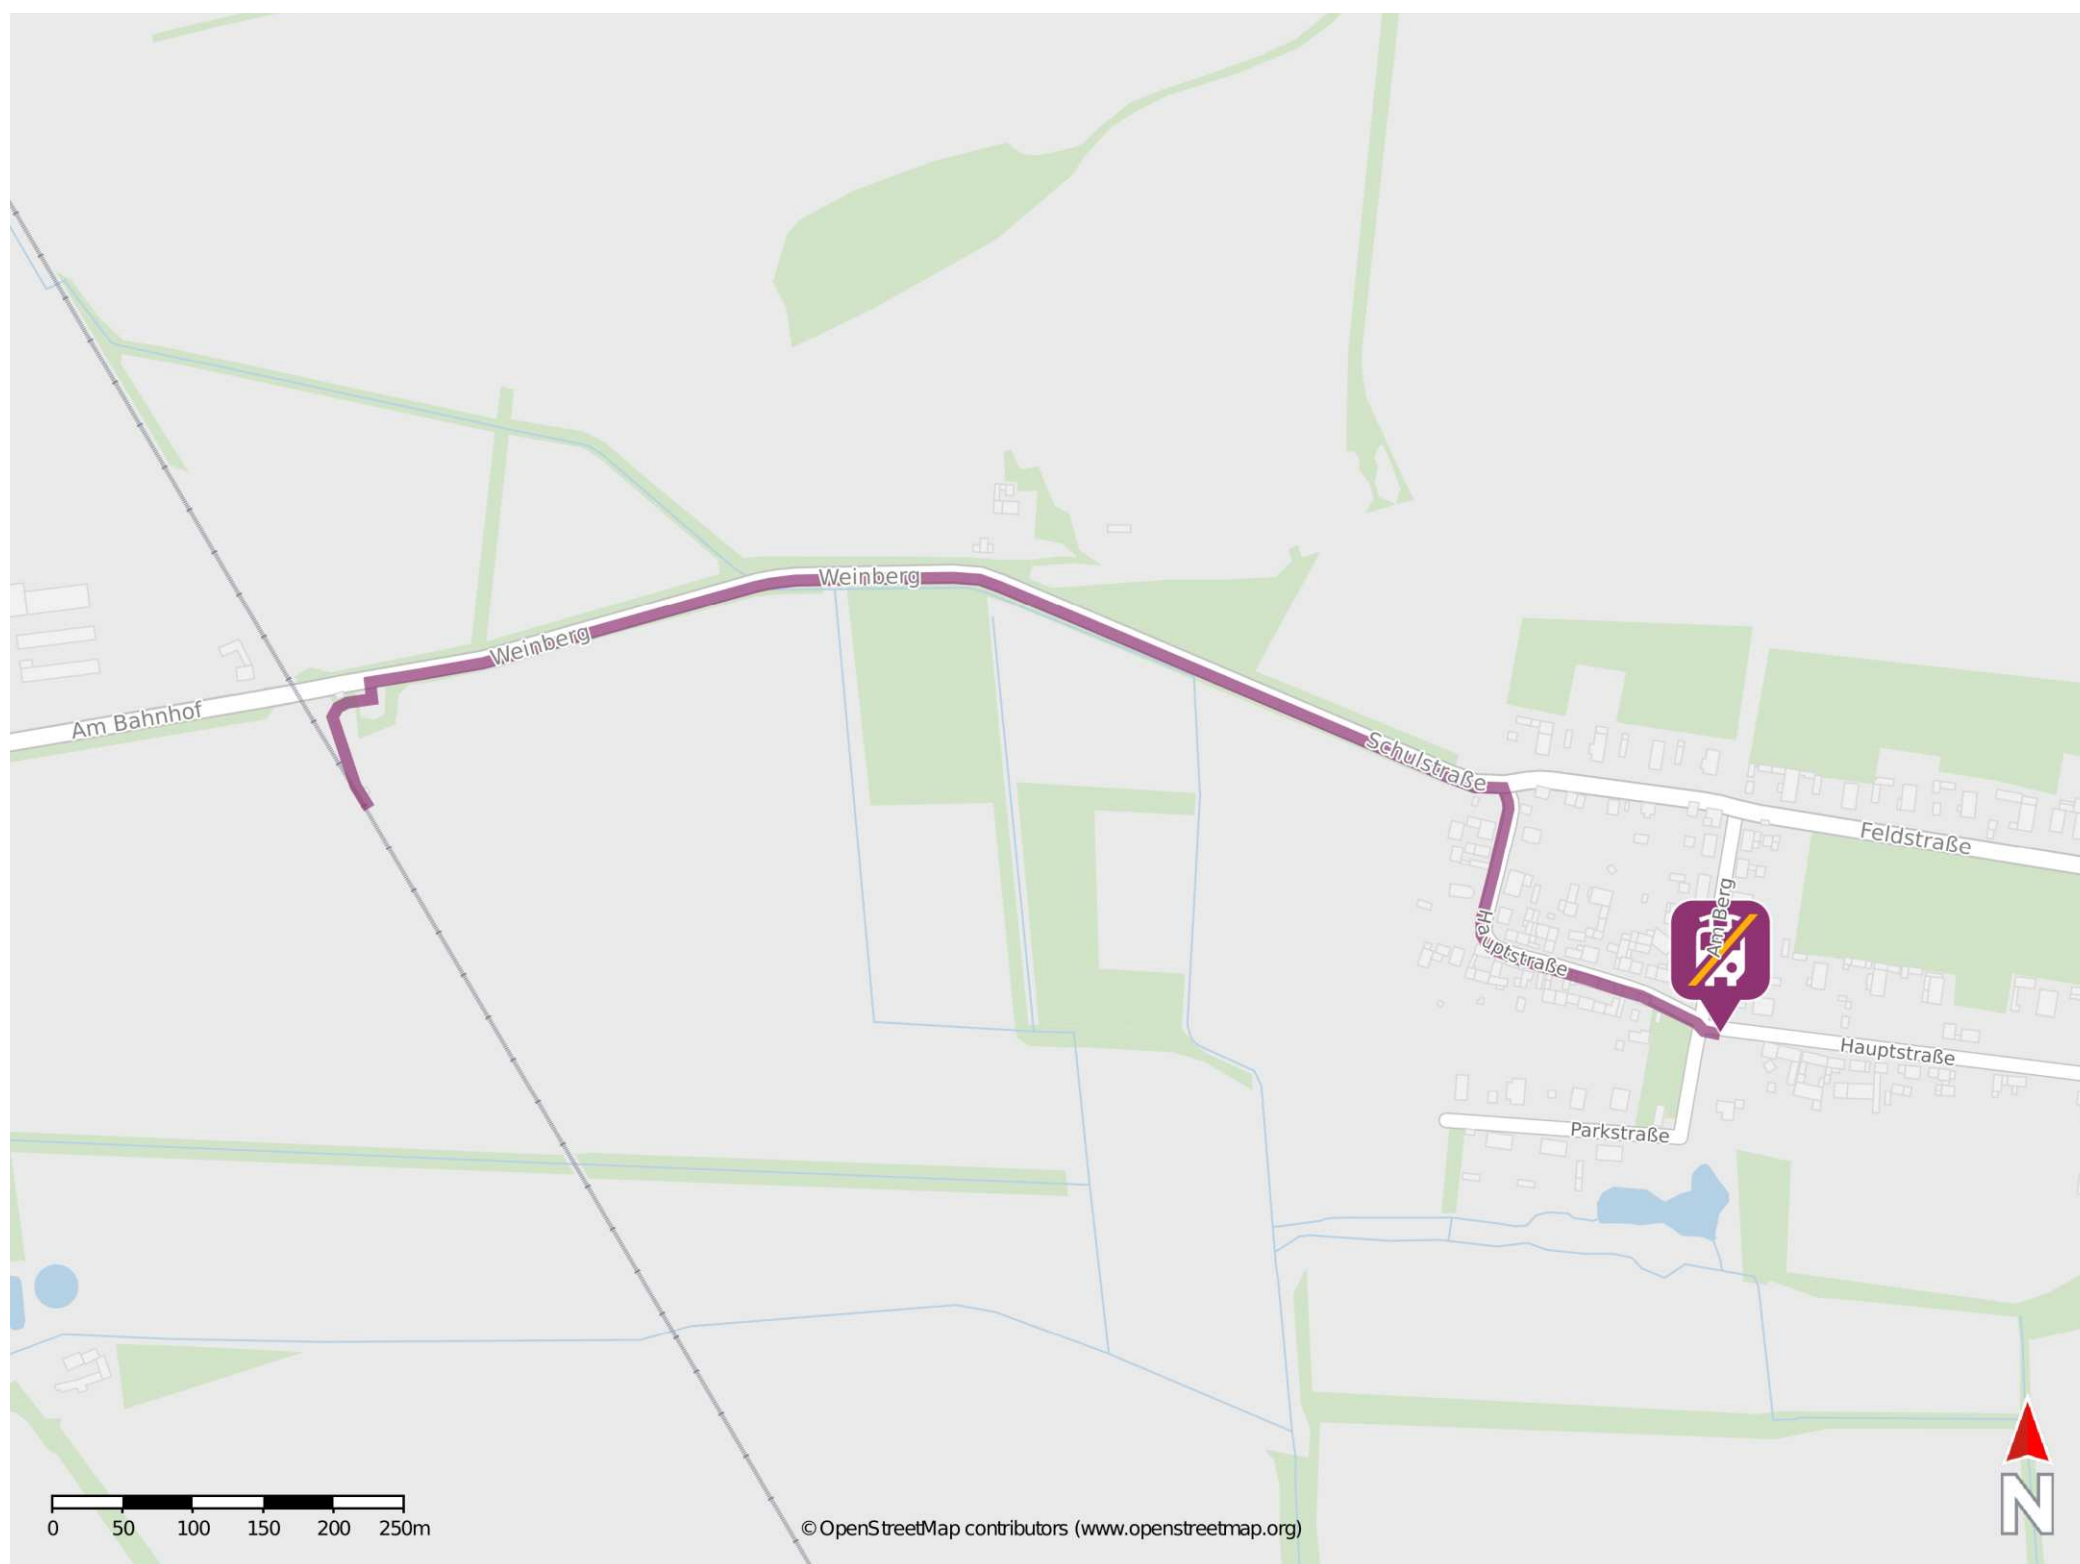 Weinberg
Weinberg
Am Bahnhof
Schulstraße
Feldstraße
Am Berg
Hauptstraße
Hauptstraße
Parkstraße
0 50 100 150 200 250m
© OpenStreetMap contributors (www.openstreetmap.org)
N